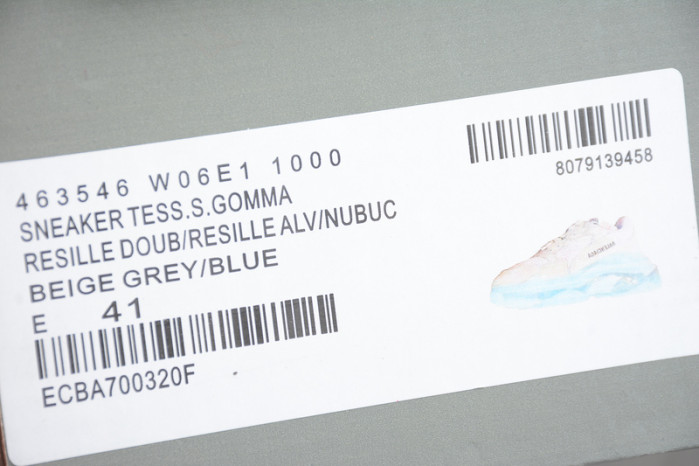 463546 W06E1 1000
SNEAKER TESS.S.GOMMA
RESILLE DOUB/RESILLE ALV/NUBUC
BEIGE GREY/BLUE
E 41
ECBA700320F
8079139458